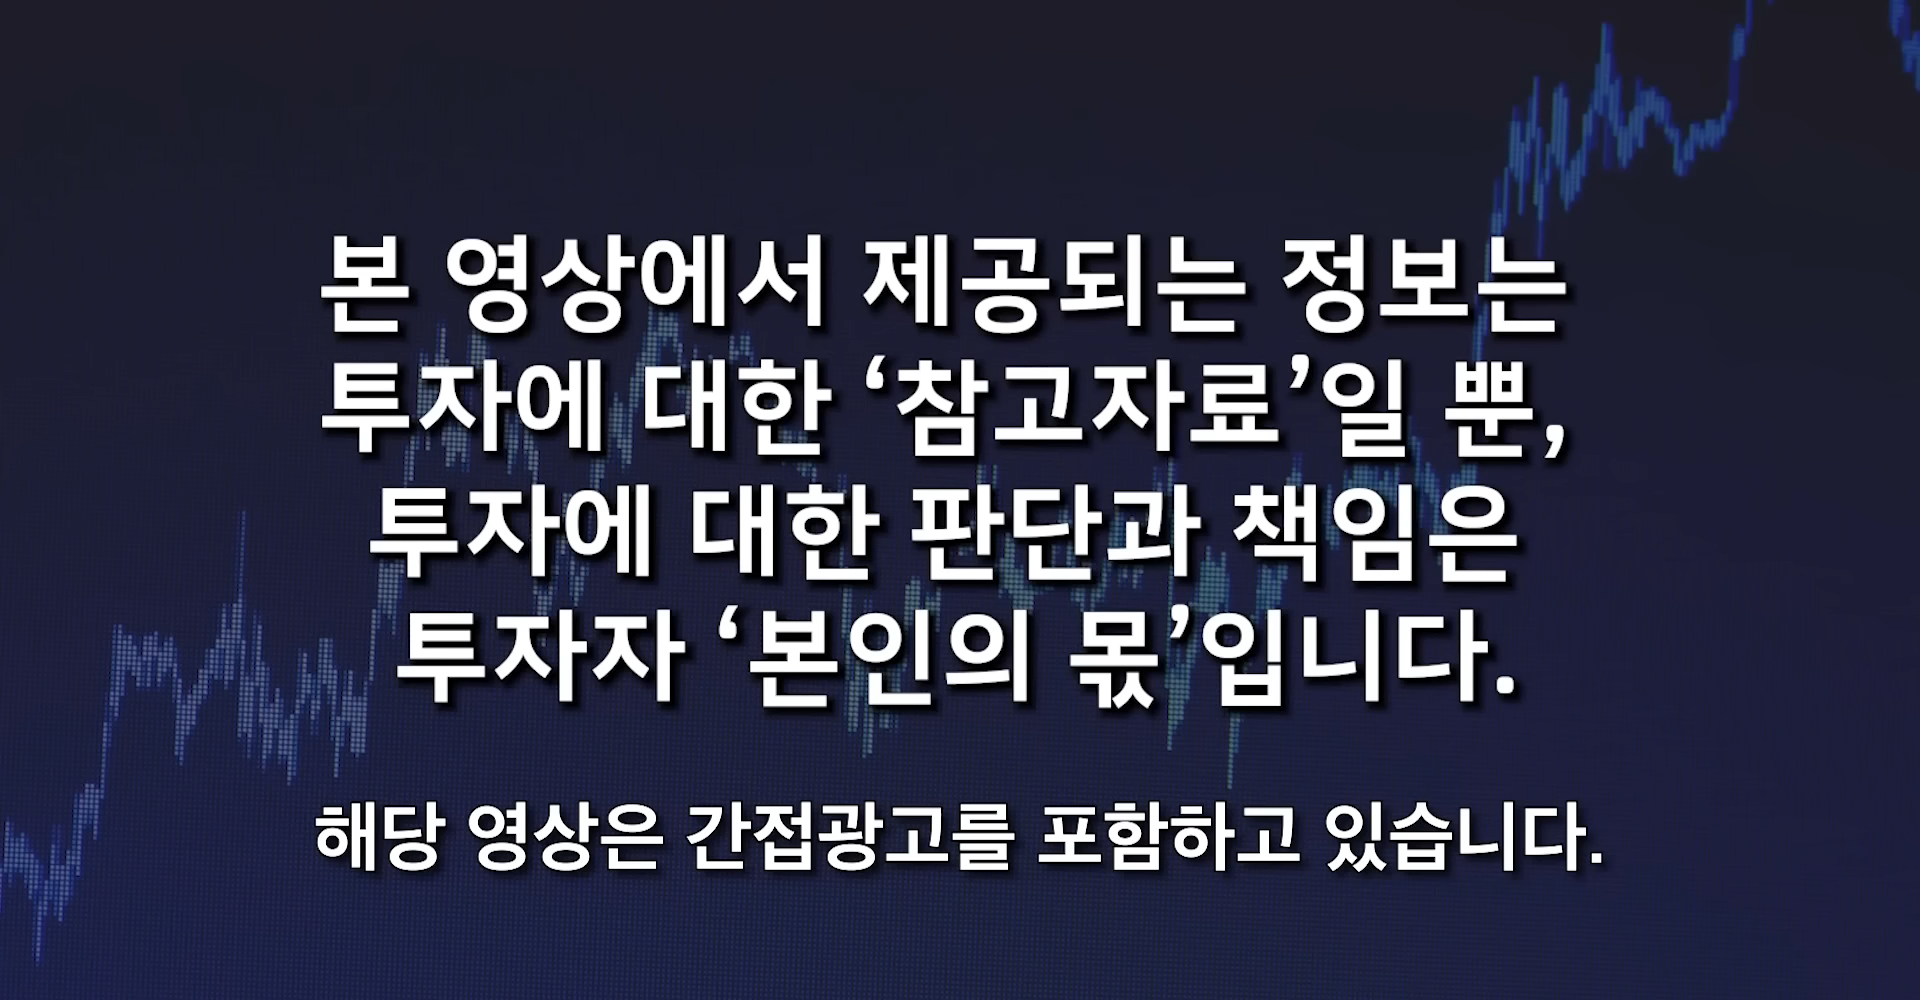 본 영상에서 제공되는 정보는
투자에 대한 ‘참고자료’일 뿐,
투자에 대한 판단과 책임은
투자자 ‘본인의 몫’입니다.
해당 영상은 간접광고를 포함하고 있습니다.